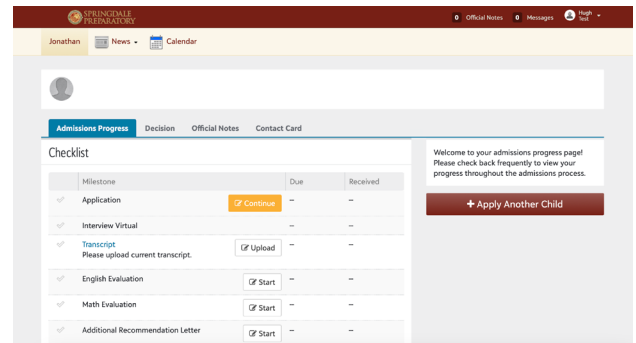 SPRINGDALE
PREPARATORY
0 Official Notes 0 Messages Hugh Test
Jonathan News Calendar
Admissions Progress Decision Official Notes Contact Card
Checklist
Milestone Due Received
Application Continue -- --
Interview Virtual -- --
Transcript Upload -- --
Please upload current transcript.
English Evaluation Start -- --
Math Evaluation Start -- --
Additional Recommendation Letter Start -- --
Welcome to your admissions progress page!
Please check back frequently to view your
progress throughout the admissions process.
+ Apply Another Child